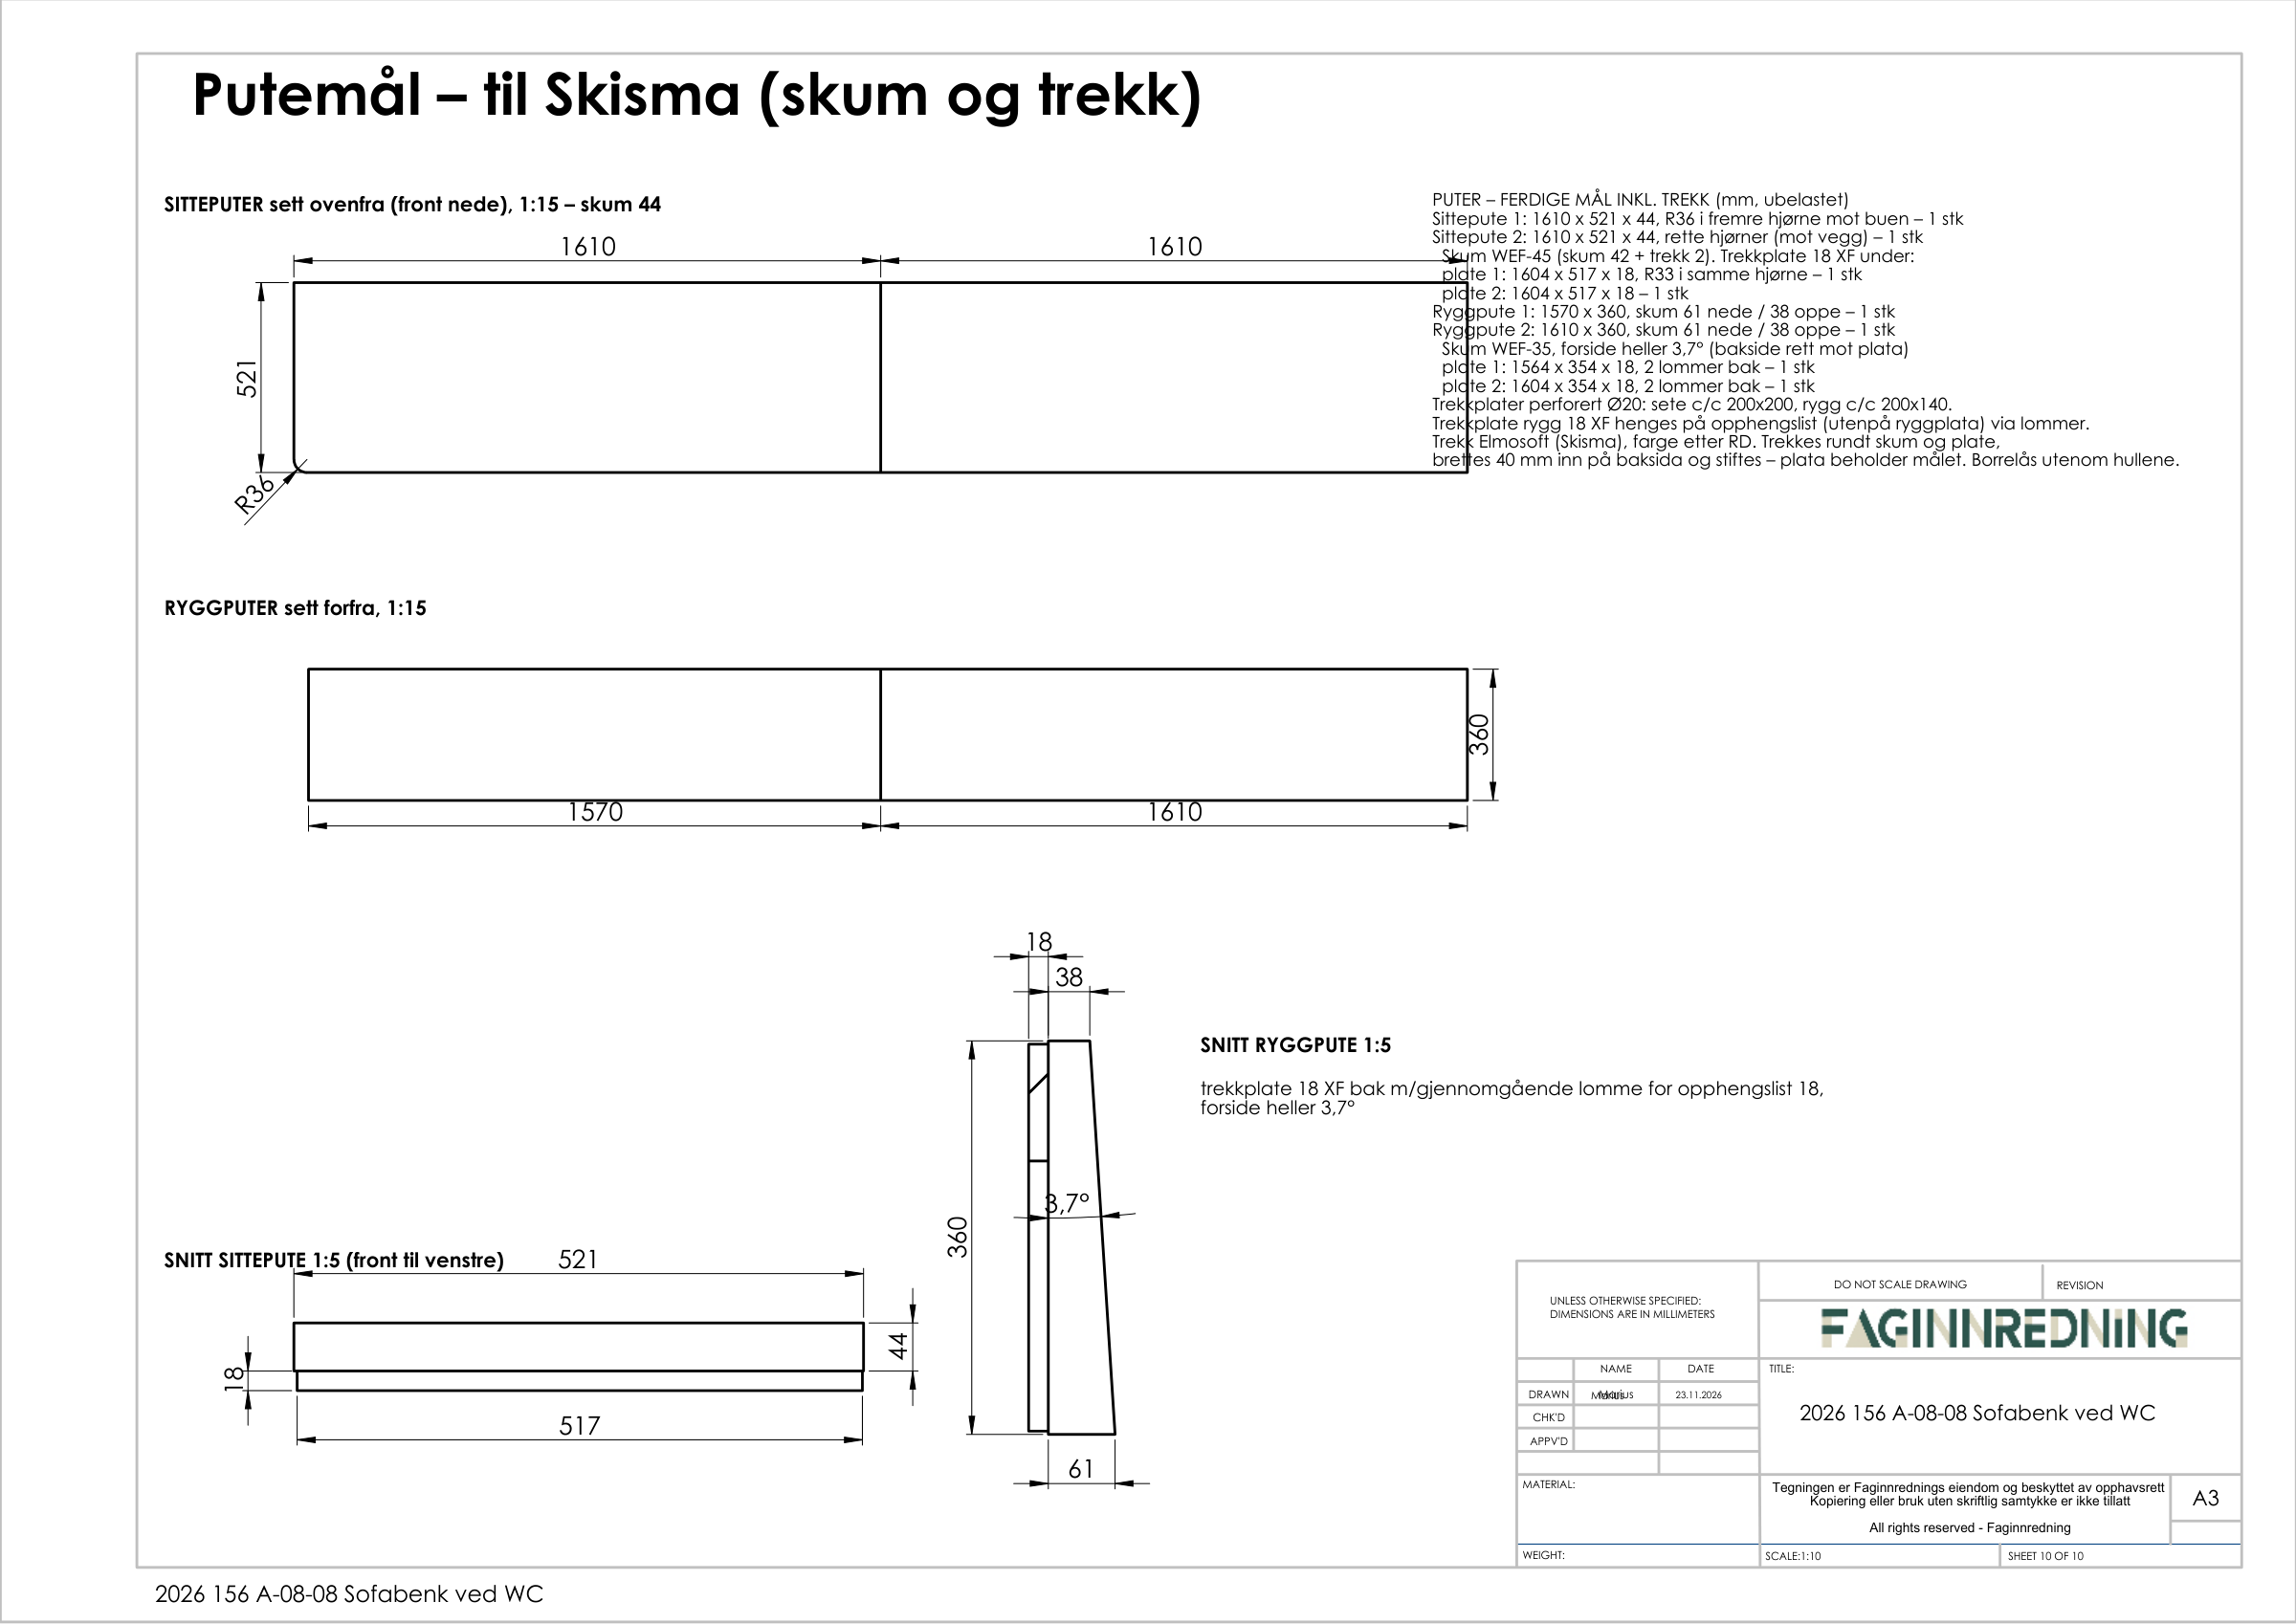 Putemål – til Skisma (skum og trekk)
SITTEPUTER sett ovenfra (front nede), 1:15 – skum 44
1610
1610
521
R36
PUTER – FERDIGE MÅL INKL. TREKK (mm, ubelastet)
Sittepute 1: 1610 x 521 x 44, R36 i fremre hjørne mot buen – 1 stk
Sittepute 2: 1610 x 521 x 44, rette hjørner (mot vegg) – 1 stk
Skum WEF-45 (skum 42 + trekk 2). Trekkplate 18 XF under:
plate 1: 1604 x 517 x 18, R33 i samme hjørne – 1 stk
plate 2: 1604 x 517 x 18 – 1 stk
Ryggpute 1: 1570 x 360, skum 61 nede / 38 oppe – 1 stk
Ryggpute 2: 1610 x 360, skum 61 nede / 38 oppe – 1 stk
Skum WEF-35, forside heller 3,7° (bakside rett mot plata)
plate 1: 1564 x 354 x 18, 2 lommer bak – 1 stk
plate 2: 1604 x 354 x 18, 2 lommer bak – 1 stk
Trekkplater perforert Ø20: sete c/c 200x200, rygg c/c 200x140.
Trekkplate rygg 18 XF henges på opphengslist (utenpå ryggplata) via lommer.
Trekk Elmosoft (Skisma), farge etter RD. Trekkes rundt skum og plate,
brettes 40 mm inn på baksida og stiftes – plata beholder målet. Borrelås utenom hullene.
RYGGPUTER sett forfra, 1:15
360
1570
1610
18
38
360
3,7°
61
SNITT RYGGPUTE 1:5
trekkplate 18 XF bak m/gjennomgående lomme for opphengslist 18,
forside heller 3,7°
SNITT SITTEPUTE 1:5 (front til venstre)
521
44
18
517
UNLESS OTHERWISE SPECIFIED:
DIMENSIONS ARE IN MILLIMETERS
DO NOT SCALE DRAWING
REVISION
FAGINNREDNING
NAME
DATE
TITLE:
DRAWN
Marius
23.11.2026
CHK'D
APPV'D
2026 156 A-08-08 Sofabenk ved WC
MATERIAL:
Tegningen er Faginnrednings eiendom og beskyttet av opphavsrett
Kopiering eller bruk uten skriftlig samtykke er ikke tillatt
All rights reserved - Faginnredning
A3
WEIGHT:
SCALE:1:10
SHEET 10 OF 10
2026 156 A-08-08 Sofabenk ved WC